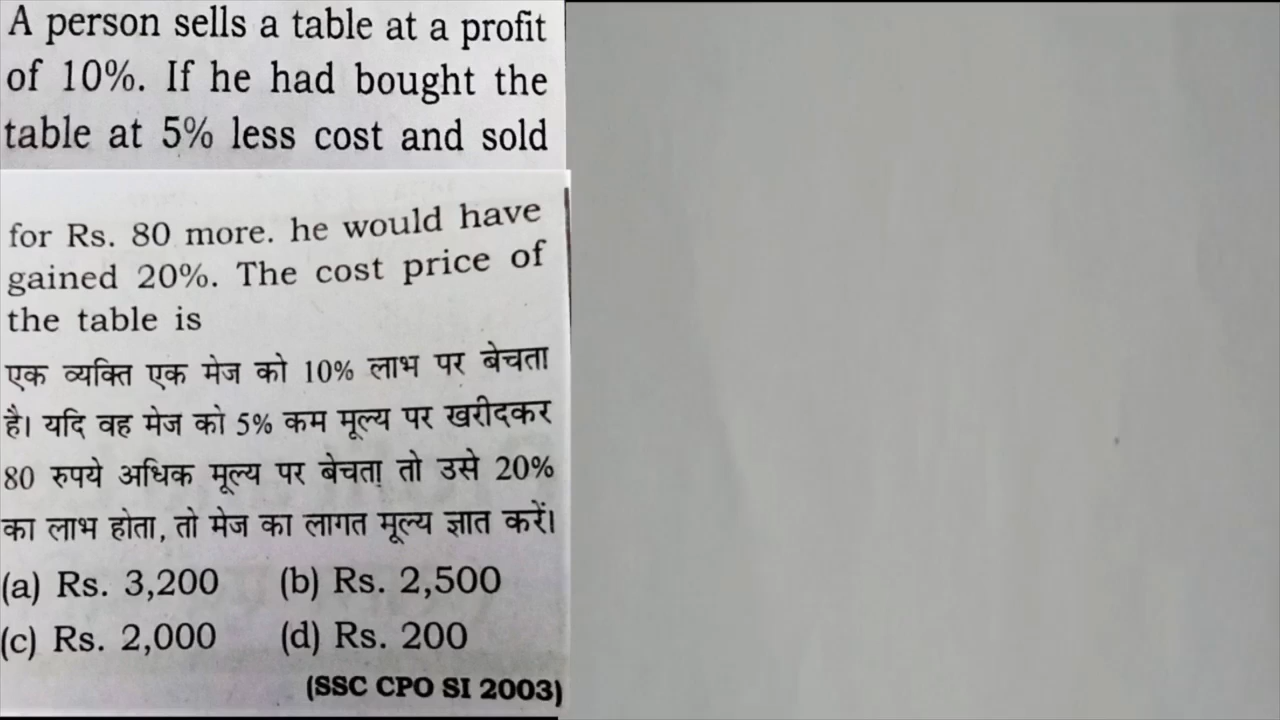 A person sells a table at a profit
of 10%. If he had bought the
table at 5% less cost and sold
for Rs. 80 more. he would have
gained 20%. The cost price of
the table is
एक व्यक्ति एक मेज को 10% लाभ पर बेचता
है। यदि वह मेज को 5% कम मूल्य पर खरीदकर
80 रुपये अधिक मूल्य पर बेचता तो उसे 20%
का लाभ होता, तो मेज का लागत मूल्य ज्ञात करें।
(a) Rs. 3,200 (b) Rs. 2,500
(c) Rs. 2,000 (d) Rs. 200
(SSC CPO SI 2003)